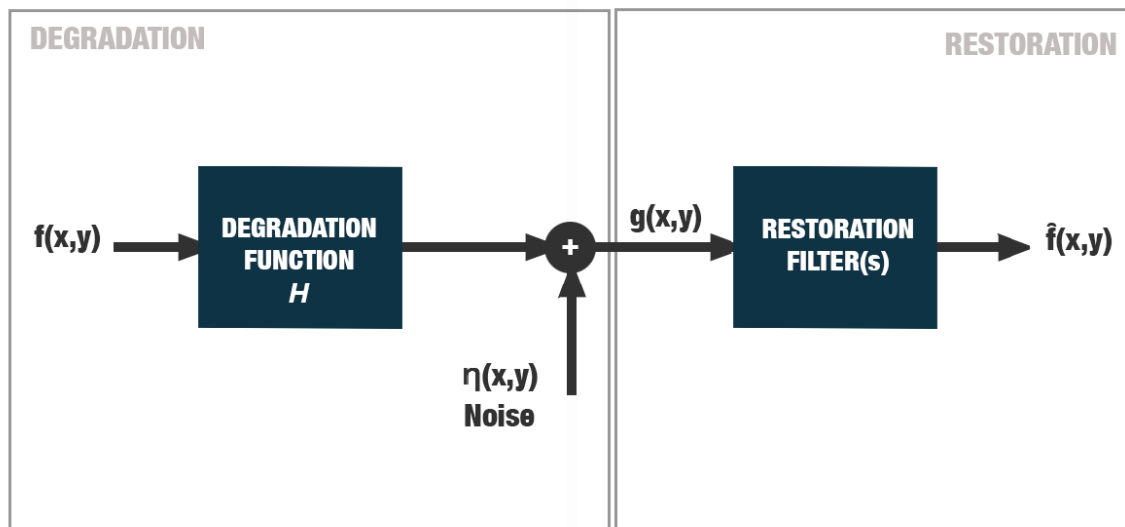 DEGRADATION
RESTORATION
f(x,y)
DEGRADATION
FUNCTION
H
+
η(x,y)
Noise
g(x,y)
RESTORATION
FILTER(s)
f̂(x,y)